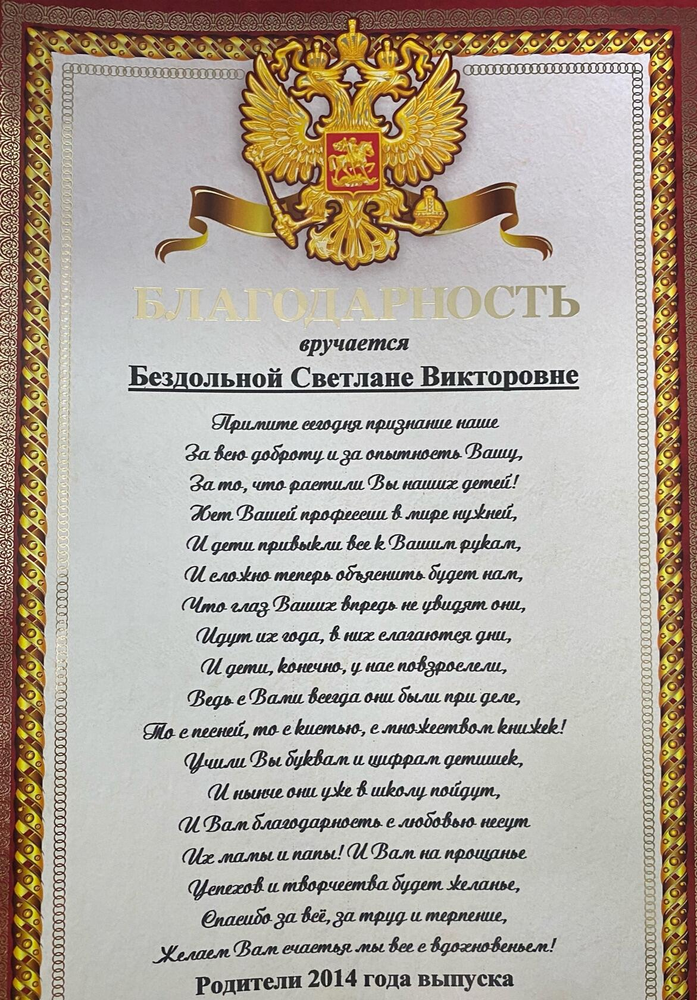 БЛАГОДАРНОСТЬ
вручается
Бездольной Светлане Викторовне
Примите сегодня признание наше
За всю доброту и за опытность Вашу,
За то, что растили Вы наших детей!
Нет Вашей профессии в мире нужней,
И дети привыкли все к Вашим рукам,
И сложно теперь объяснить будет нам,
Что глаз Ваших впредь не увидят они,
Идут их года, в них слагаются дни,
И дети, конечно, у нас повзрослели,
Ведь с Вами всегда они были при деле,
То с песней, то с кистью, с множеством книжек!
Учили Вы буквам и цифрам детишек,
И нынче они уже в школу пойдут,
И Вам благодарность с любовью несут
Их мамы и папы! И Вам на прощанье
Успехов и творчества будет желанье,
Спасибо за всё, за труд и терпение,
Желаем Вам счастья мы все с вдохновеньем!
Родители 2014 года выпуска